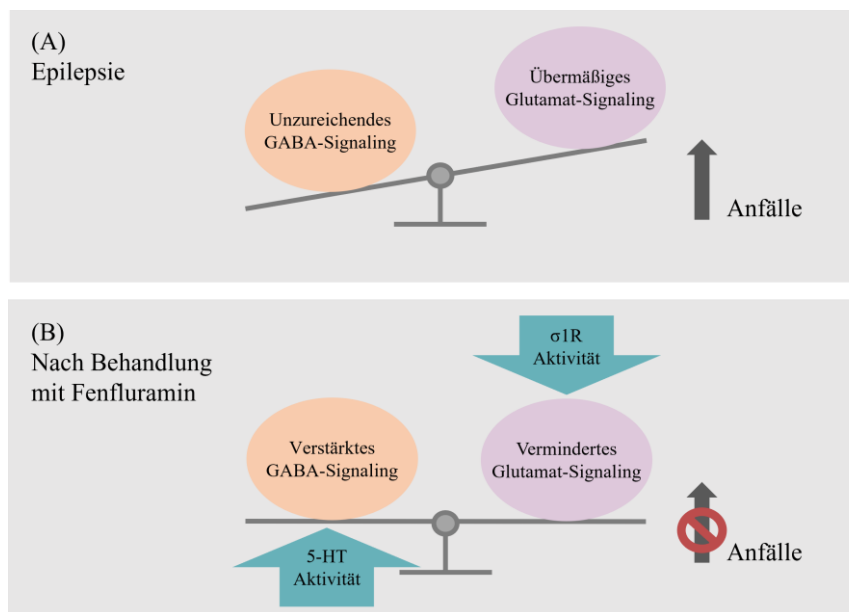 (A)
Epilepsie
Unzureichendes
GABA-Signaling
Übermäßiges
Glutamat-Signaling
Anfälle
(B)
Nach Behandlung
mit Fenfluramin
σ1R
Aktivität
Verstärktes
GABA-Signaling
Vermindertes
Glutamat-Signaling
5-HT
Aktivität
Anfälle